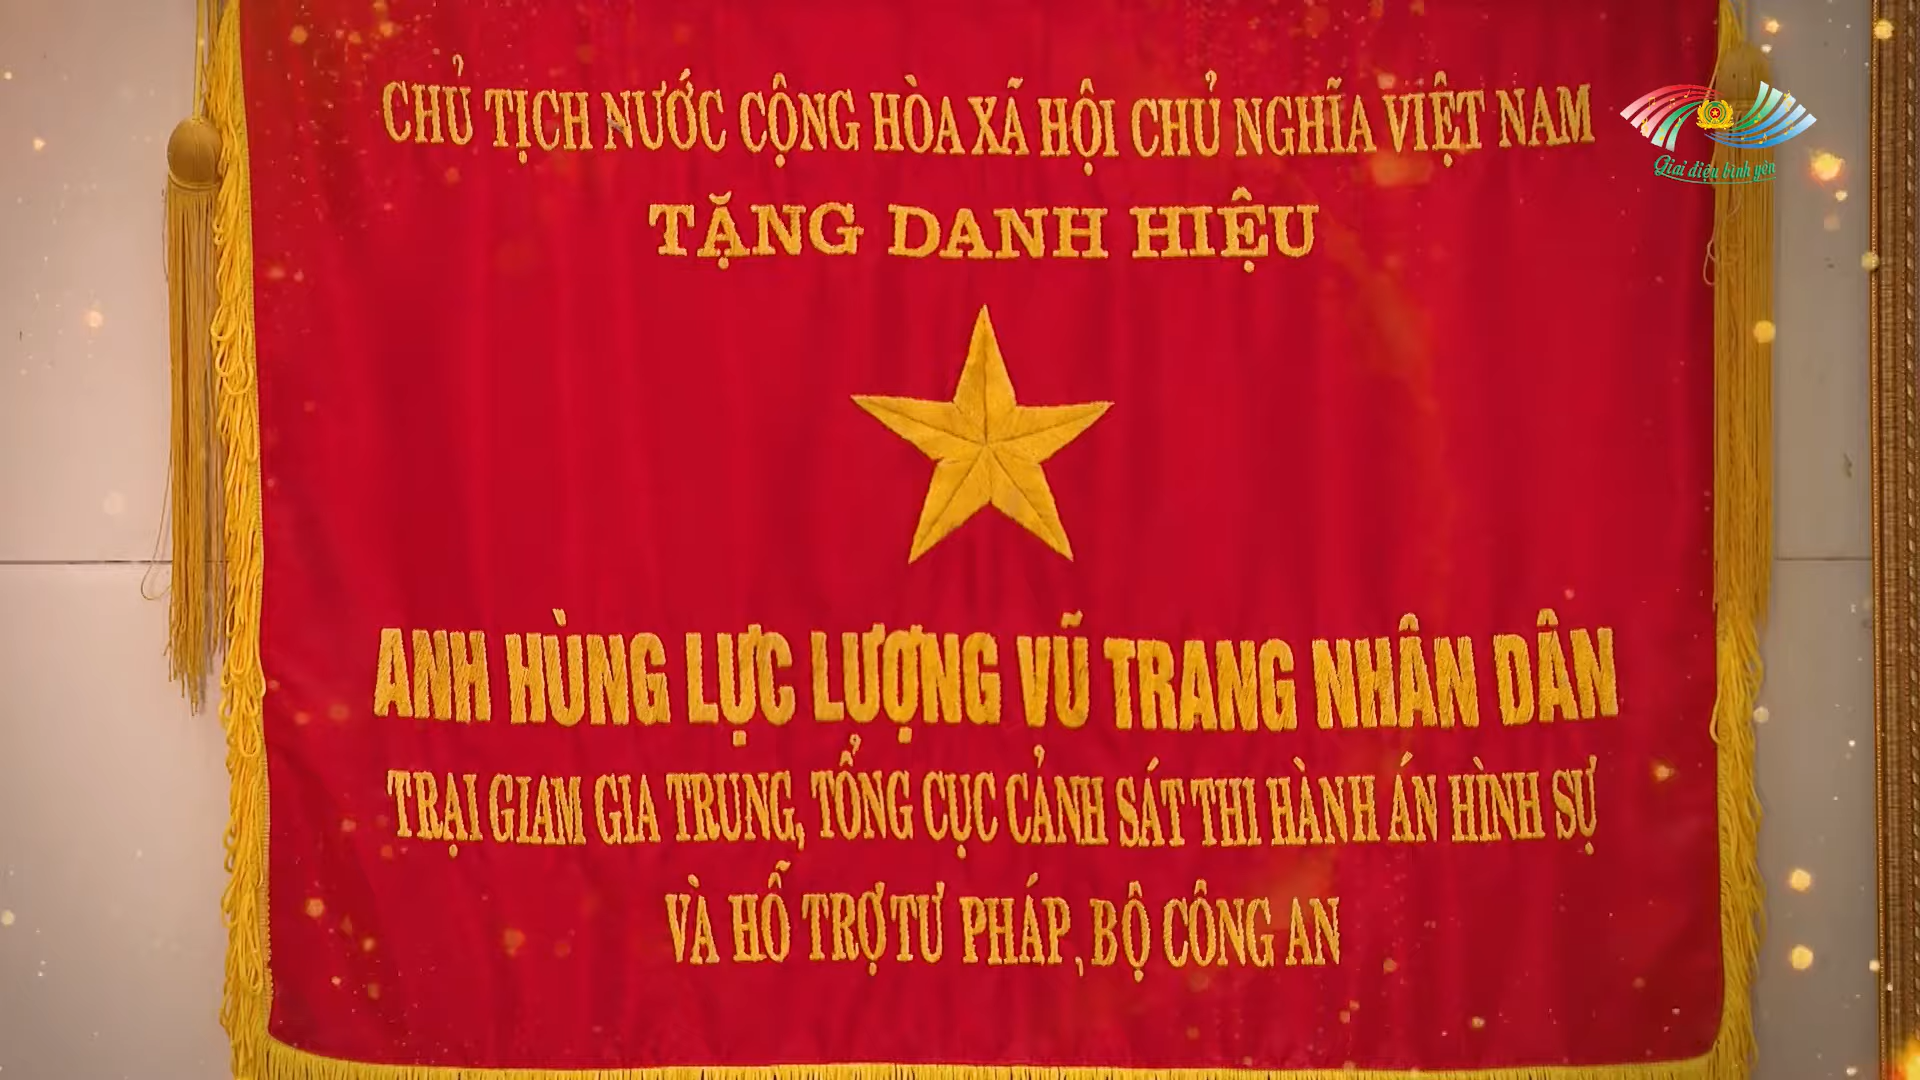 CHỦ TỊCH NƯỚC CỘNG HÒA XÃ HỘI CHỦ NGHĨA VIỆT NAM
Giai điệu bình yên
TẶNG DANH HIỆU
ANH HÙNG LỰC LƯỢNG VŨ TRANG NHÂN DÂN
TRẠI GIAM GIA TRUNG, TỔNG CỤC CẢNH SÁT THI HÀNH ÁN HÌNH SỰ
VÀ HỖ TRỢ TƯ PHÁP, BỘ CÔNG AN